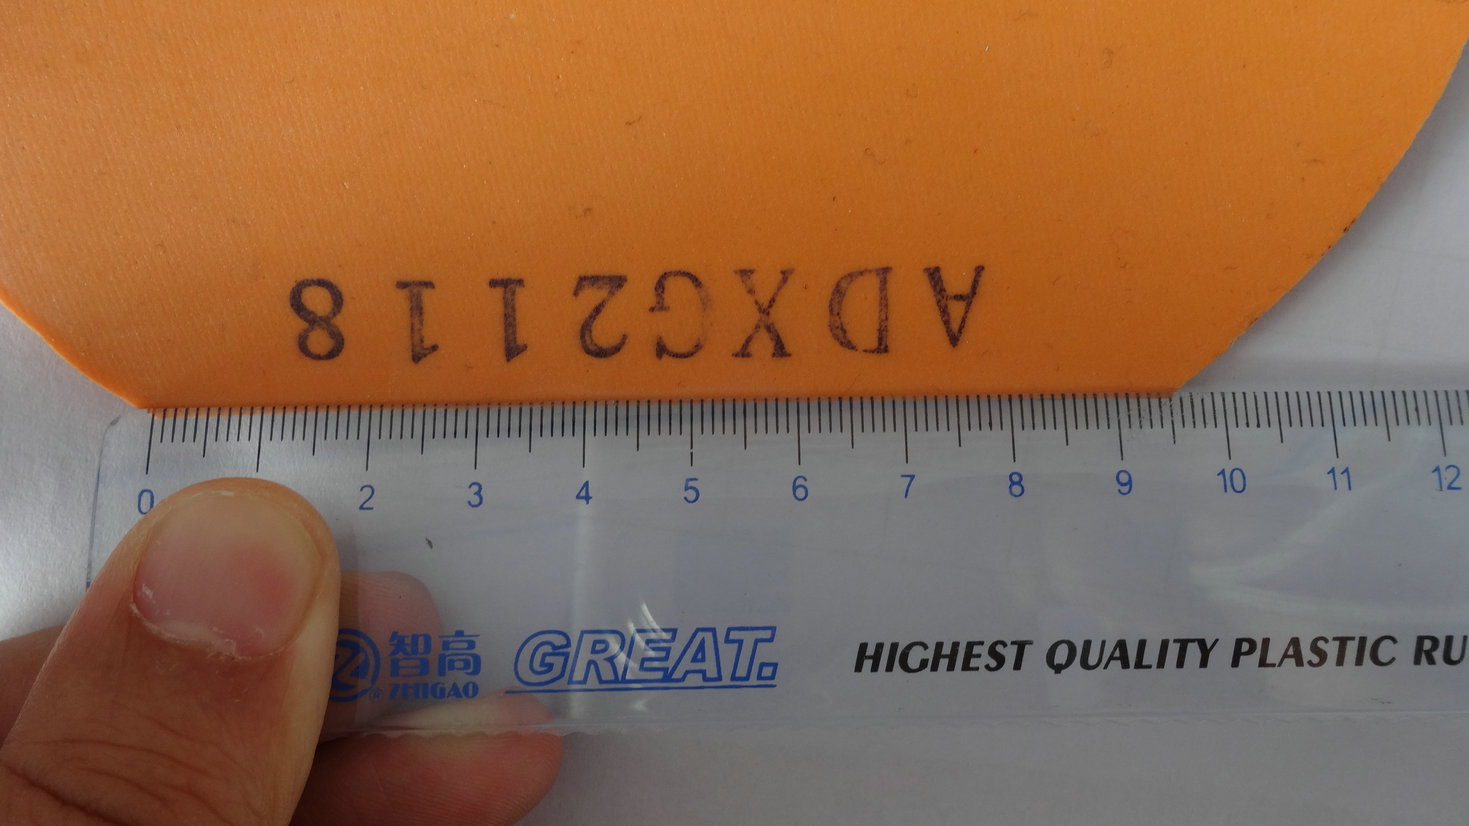 ADXG2118
0 2 3 4 5 6 7 8 9 10 11 12
智高
ZHIGAO
GREAT.
HIGHEST QUALITY PLASTIC RU